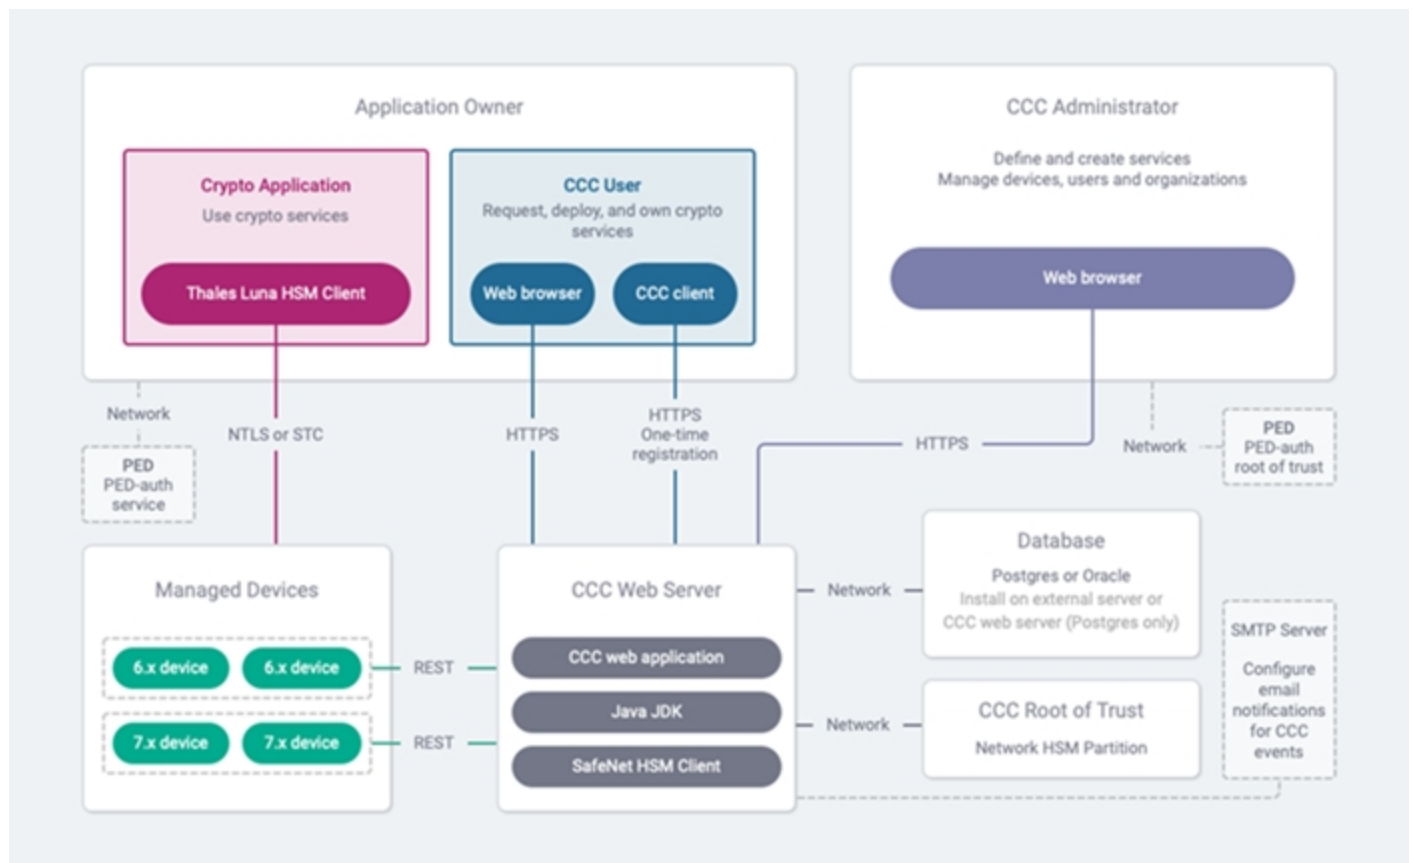 Application Owner
Crypto Application
Use crypto services
Thales Luna HSM Client
CCC User
Request, deploy, and own crypto
services
Web browser
CCC client
CCC Administrator
Define and create services
Manage devices, users and organizations
Web browser
Network
PED
PED-auth
service
NTLS or STC
HTTPS
HTTPS
One-time
registration
HTTPS
Network
PED
PED-auth
root of trust
Managed Devices
6.x device
6.x device
7.x device
7.x device
REST
REST
CCC Web Server
CCC web application
Java JDK
SafeNet HSM Client
Network
Network
Database
Postgres or Oracle
Install on external server or
CCC web server (Postgres only)
CCC Root of Trust
Network HSM Partition
SMTP Server
Configure
email
notifications
for CCC
events